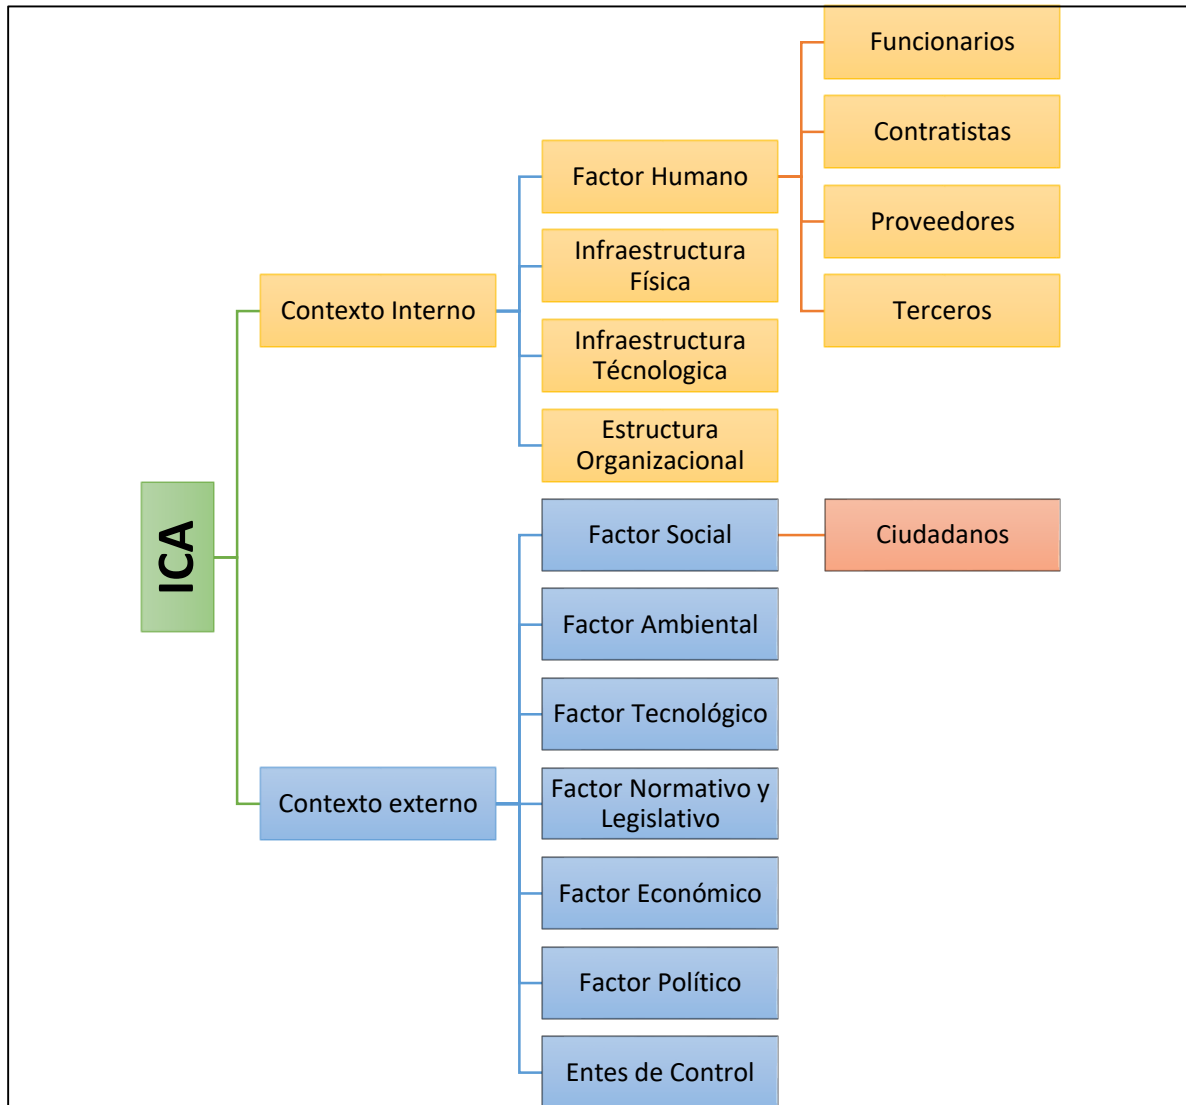 ICA
Contexto Interno
Factor Humano
Funcionarios
Contratistas
Proveedores
Terceros
Infraestructura
Física
Infraestructura
Técnologica
Estructura
Organizacional
Contexto externo
Factor Social
Ciudadanos
Factor Ambiental
Factor Tecnológico
Factor Normativo y
Legislativo
Factor Económico
Factor Político
Entes de Control